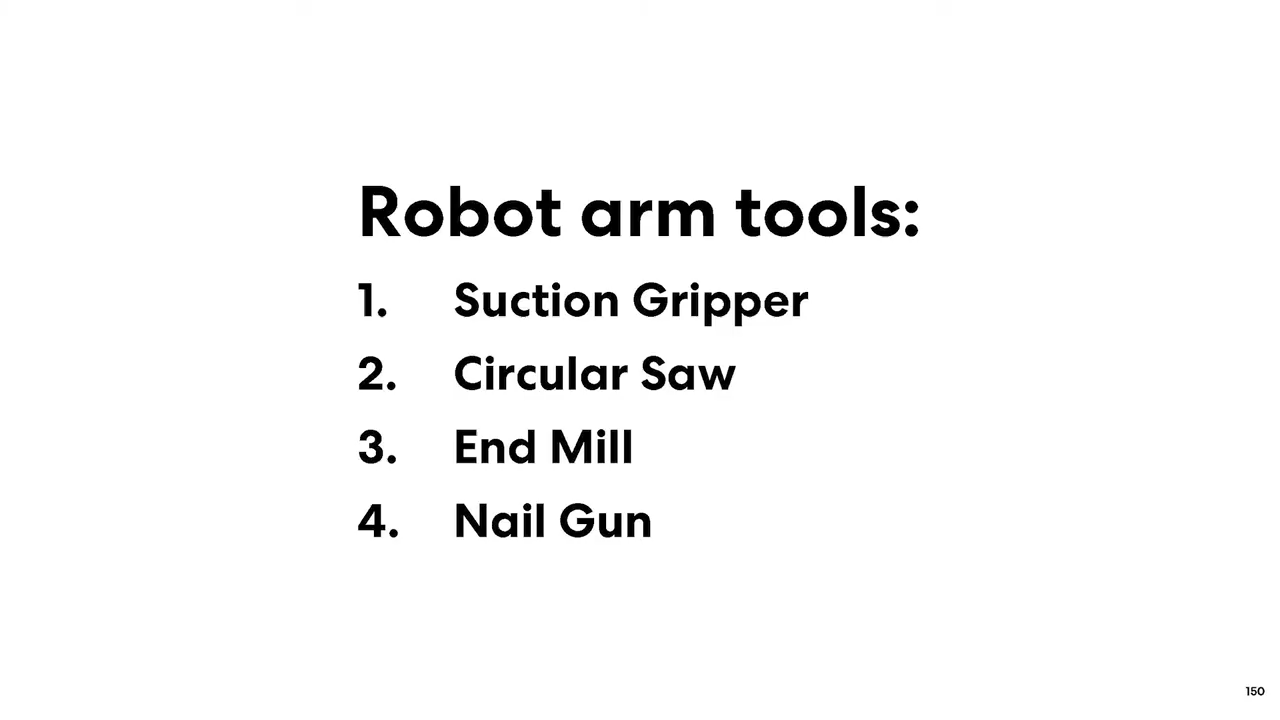 Robot arm tools:
1. Suction Gripper
2. Circular Saw
3. End Mill
4. Nail Gun
150